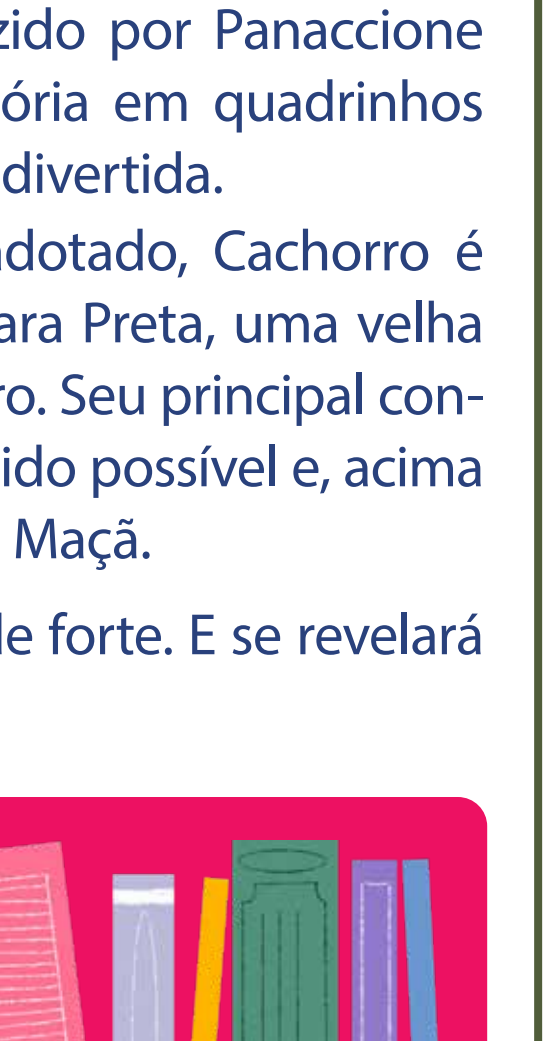 zido por Panaccione
ória em quadrinhos
divertida.
dotado, Cachorro é
ara Preta, uma velha
ro. Seu principal con-
ido possível e, acima
Maçã.
le forte. E se revelará